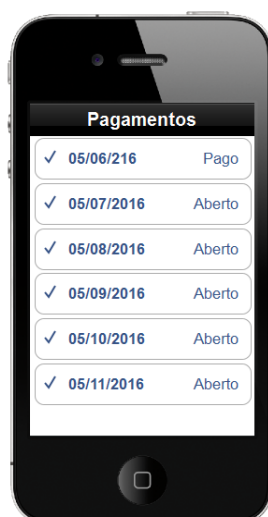 Pagamentos
✓ 05/06/216 Pago
✓ 05/07/2016 Aberto
✓ 05/08/2016 Aberto
✓ 05/09/2016 Aberto
✓ 05/10/2016 Aberto
✓ 05/11/2016 Aberto